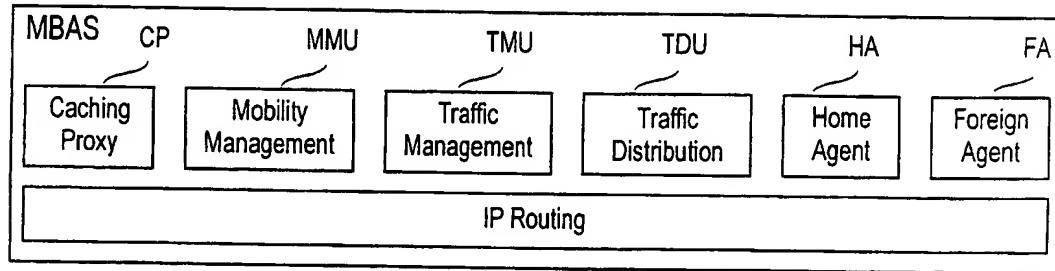 MBAS
CP MMU TMU TDU HA FA
Caching
Proxy
Mobility
Management
Traffic
Management
Traffic
Distribution
Home
Agent
Foreign
Agent
IP Routing